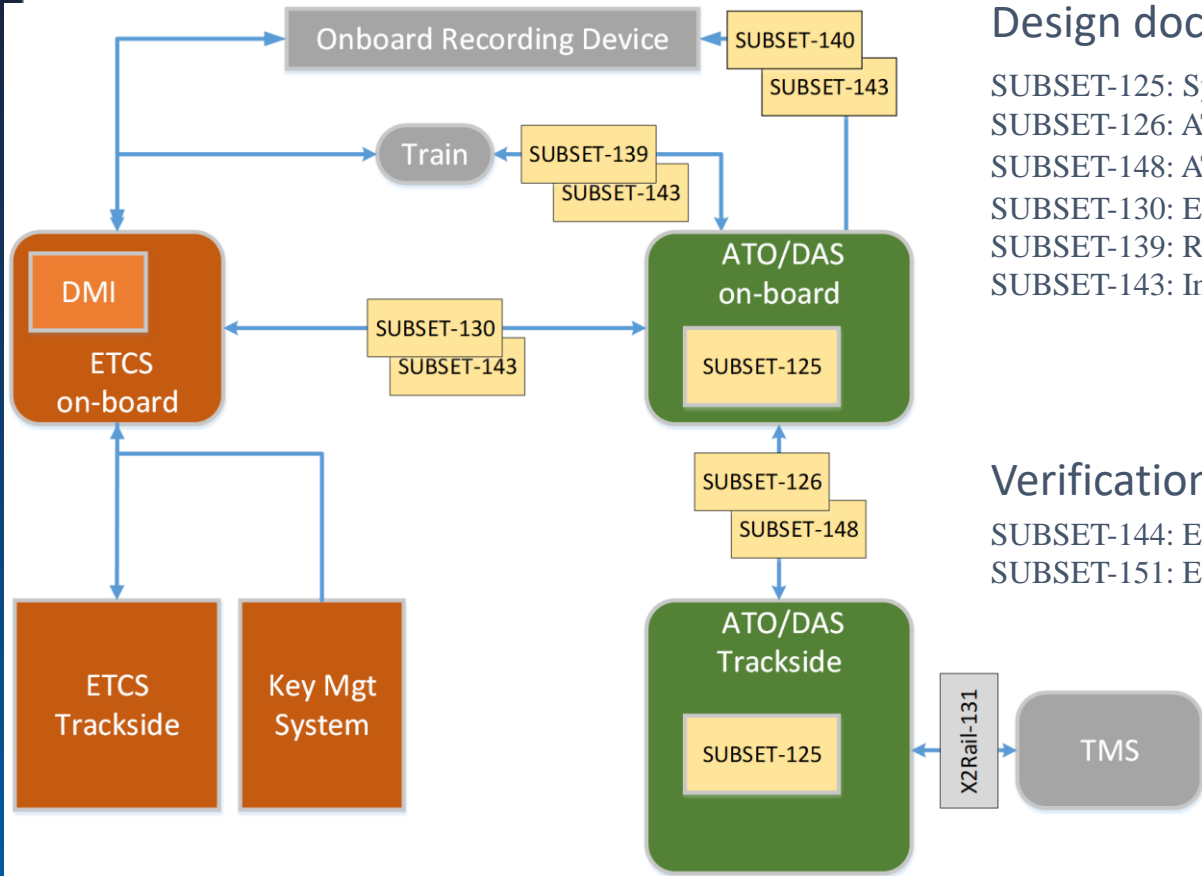 Onboard Recording Device
SUBSET-140
SUBSET-143
Train
SUBSET-139
SUBSET-143
DMI
ETCS
on-board
SUBSET-130
SUBSET-143
ATO/DAS
on-board
SUBSET-125
SUBSET-126
SUBSET-148
ETCS
Trackside
Key Mgt
System
ATO/DAS
Trackside
SUBSET-125
X2Rail-131
TMS
Design doc
SUBSET-125: S
SUBSET-126: A
SUBSET-148: A
SUBSET-130: E
SUBSET-139: R
SUBSET-143: In
Verification
SUBSET-144: E
SUBSET-151: E